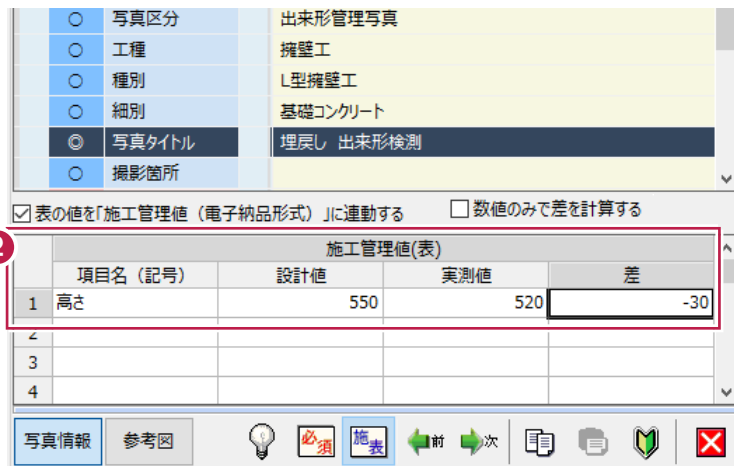 ○ 写真区分 出来形管理写真
○ 工種 擁壁工
○ 種別 L型擁壁工
○ 細別 基礎コンクリート
◎ 写真タイトル 埋戻し 出来形検測
○ 撮影箇所
表の値を「施工管理値（電子納品形式）」に連動する 数値のみで差を計算する
2
施工管理値(表)
項目名（記号） 設計値 実測値 差
1 高さ 550 520 -30
2
3
4
写真情報 参考図 必須 施表 前 次